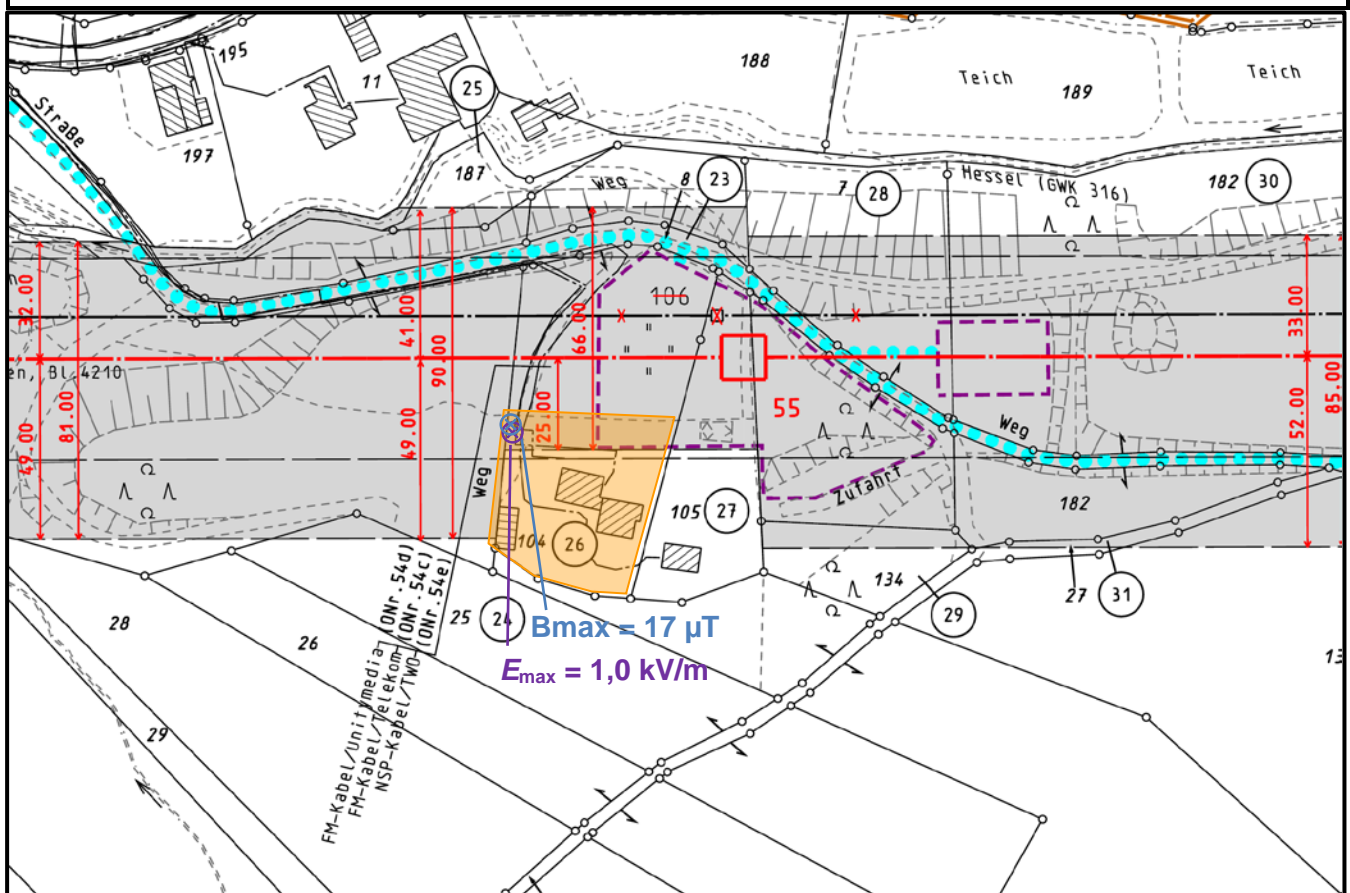 195
188
Teich
189
Teich
11
25
Straße
197
187
Weg
8
23
7
28
Hessel (GWK 316)
182
30
32.00
81.00
49.00
41.00
90.00
49.00
66.00
25.00
106
33.00
85.00
52.00
en, Bl.4210
55
Weg
Zufahrt
182
Weg
105
27
104
26
134
29
27
31
28
26
25
24
29
13
FM-Kabel/Unitymedia (ONr.54d)
FM-Kabel/Telekom (ONr.54c)
NSP-Kabel/TWO (ONr.54e)
Bmax = 17 µT
Emax = 1,0 kV/m